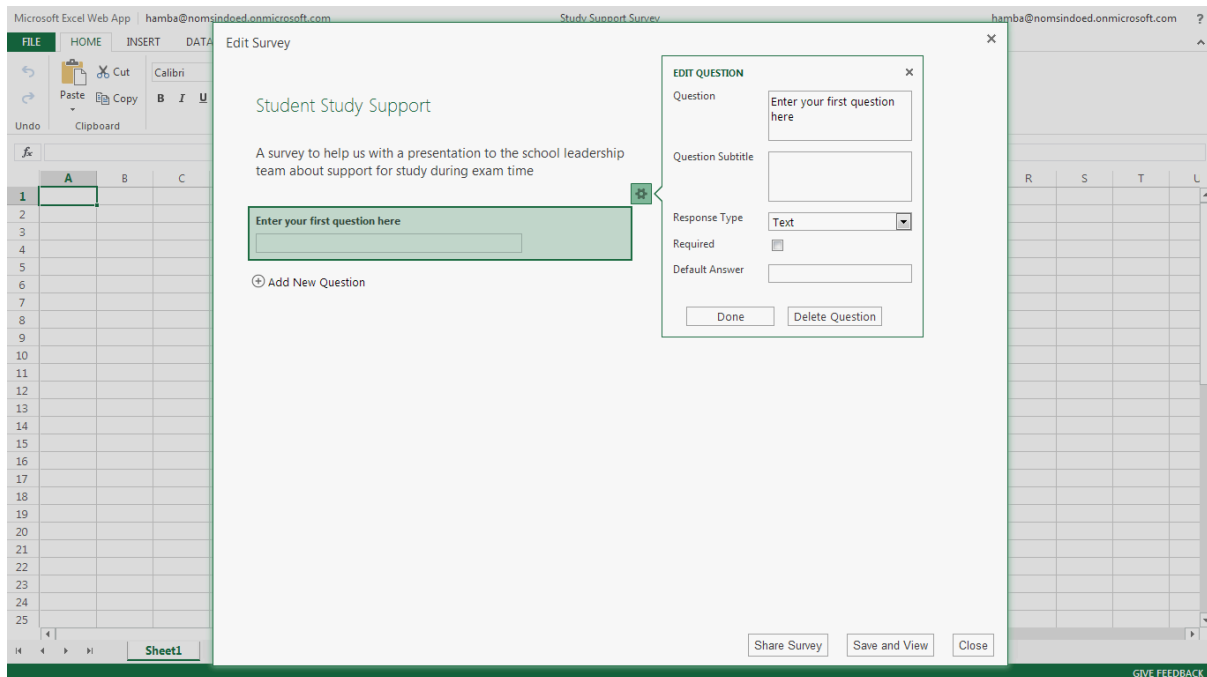 Microsoft Excel Web App | hamba@nomsindoed.onmicrosoft.com Study Support Survey hamba@nomsindoed.onmicrosoft.com ?
FILE HOME INSERT DATA
Cut
Copy
Paste
Calibri
B I U
Undo Clipboard
fx
A B C R S T U
1
2
3
4
5
6
7
8
9
10
11
12
13
14
15
16
17
18
19
20
21
22
23
24
25
Sheet1
Edit Survey
Student Study Support
A survey to help us with a presentation to the school leadership
team about support for study during exam time
Enter your first question here
Add New Question
EDIT QUESTION
Question
Enter your first question
here
Question Subtitle
Response Type Text
Required
Default Answer
Done Delete Question
Share Survey Save and View Close
GIVE FEEDBACK